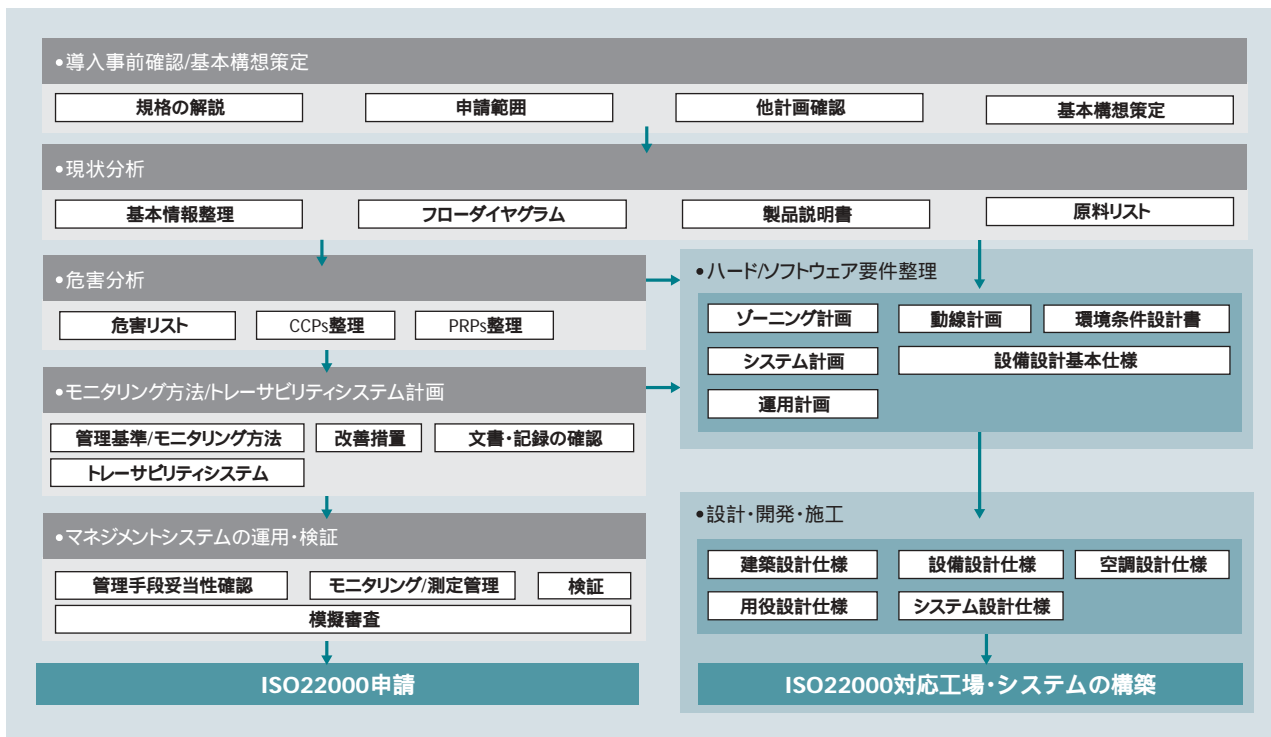 •導入事前確認/基本構想策定
規格の解説
申請範囲
他計画確認
基本構想策定
•現状分析
基本情報整理
フローダイヤグラム
製品説明書
原料リスト
•危害分析
危害リスト
CCPs整理
PRPs整理
•モニタリング方法/トレーサビリティシステム計画
管理基準/モニタリング方法
改善措置
文書・記録の確認
トレーサビリティシステム
•マネジメントシステムの運用・検証
管理手段妥当性確認
モニタリング/測定管理
検証
模擬審査
ISO22000申請
•ハード/ソフトウェア要件整理
ゾーニング計画
動線計画
環境条件設計書
システム計画
設備設計基本仕様
運用計画
•設計・開発・施工
建築設計仕様
設備設計仕様
空調設計仕様
用役設計仕様
システム設計仕様
ISO22000対応工場・システムの構築